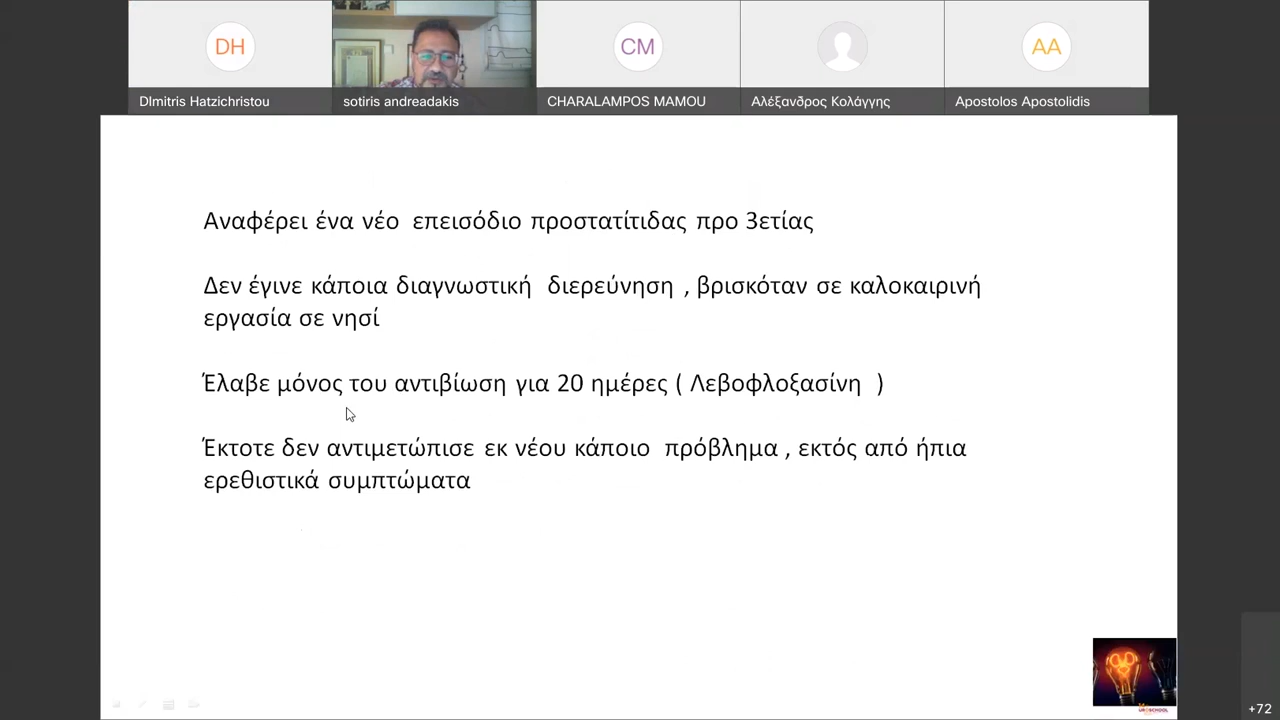 DH
CM
AA
DImitris Hatzichristou
sotiris andreadakis
CHARALAMPOS MAMOU
Αλέξανδρος Κολάγγης
Apostolos Apostolidis
Αναφέρει ένα νέο επεισόδιο προστατίτιδας προ 3ετίας
Δεν έγινε κάποια διαγνωστική διερεύνηση , βρισκόταν σε καλοκαιρινή
εργασία σε νησί
Έλαβε μόνος του αντιβίωση για 20 ημέρες ( Λεβοφλοξασίνη )
Έκτοτε δεν αντιμετώπισε εκ νέου κάποιο πρόβλημα , εκτός από ήπια
ερεθιστικά συμπτώματα
+72